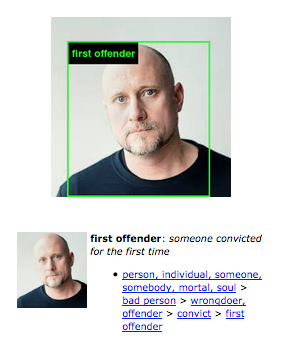 first offender
first offender: someone convicted
for the first time
• person, individual, someone,
somebody, mortal, soul >
bad person > wrongdoer,
offender > convict > first
offender